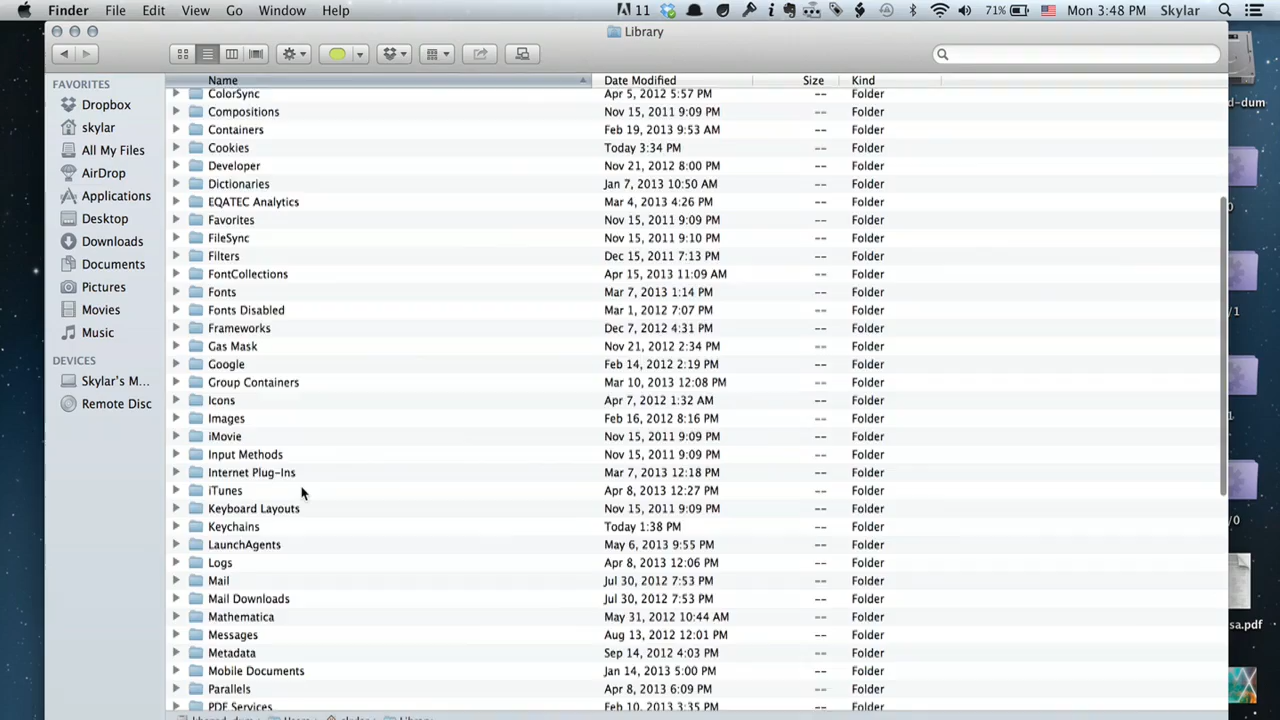 Finder File Edit View Go Window Help 11 71% Mon 3:48 PM Skylar
Library
FAVORITES
Dropbox
skylar
All My Files
AirDrop
Applications
Desktop
Downloads
Documents
Pictures
Movies
Music
DEVICES
Skylar's M...
Remote Disc
Name Date Modified Size Kind
ColorSync Apr 5, 2012 5:57 PM -- Folder
Compositions Nov 15, 2011 9:09 PM -- Folder
Containers Feb 19, 2013 9:53 AM -- Folder
Cookies Today 3:34 PM -- Folder
Developer Nov 21, 2012 8:00 PM -- Folder
Dictionaries Jan 7, 2013 10:50 AM -- Folder
EQATEC Analytics Mar 4, 2013 4:26 PM -- Folder
Favorites Nov 15, 2011 9:09 PM -- Folder
FileSync Nov 15, 2011 9:10 PM -- Folder
Filters Dec 15, 2011 7:13 PM -- Folder
FontCollections Apr 15, 2013 11:09 AM -- Folder
Fonts Mar 7, 2013 1:14 PM -- Folder
Fonts Disabled Mar 1, 2012 7:07 PM -- Folder
Frameworks Dec 7, 2012 4:31 PM -- Folder
Gas Mask Nov 21, 2012 2:34 PM -- Folder
Google Feb 14, 2012 2:19 PM -- Folder
Group Containers Mar 10, 2013 12:08 PM -- Folder
Icons Apr 7, 2012 1:32 AM -- Folder
Images Feb 16, 2012 8:16 PM -- Folder
iMovie Nov 15, 2011 9:09 PM -- Folder
Input Methods Nov 15, 2011 9:09 PM -- Folder
Internet Plug-Ins Mar 7, 2013 12:18 PM -- Folder
iTunes Apr 8, 2013 12:27 PM -- Folder
Keyboard Layouts Nov 15, 2011 9:09 PM -- Folder
Keychains Today 1:38 PM -- Folder
LaunchAgents May 6, 2013 9:55 PM -- Folder
Logs Apr 8, 2013 12:06 PM -- Folder
Mail Jul 30, 2012 7:53 PM -- Folder
Mail Downloads Jul 30, 2012 7:53 PM -- Folder
Mathematica May 31, 2012 10:44 AM -- Folder
Messages Aug 13, 2012 12:01 PM -- Folder
Metadata Sep 14, 2012 4:03 PM -- Folder
Mobile Documents Jan 14, 2013 5:00 PM -- Folder
Parallels Apr 8, 2013 6:09 PM -- Folder
PDF Services Feb 10, 2013 3:35 PM -- Folder
d-dum
0
/1
1
/0
sa.pdf